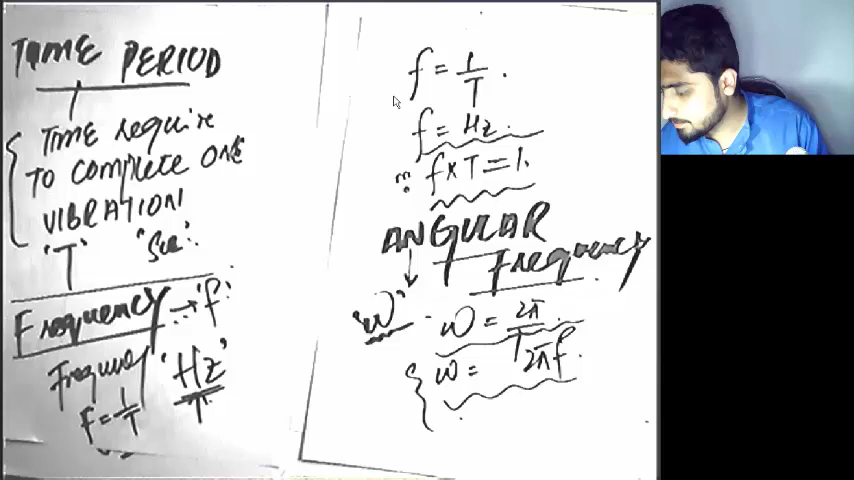 TIME PERIOD
TIME require
To complete ONE
VIBRATION
'T' 'Sec'
Frequency → 'f'
Frequency 'Hz'
F = 1/T
f = 1/T.
f = Hz.
f × T = 1.
ANGULAR
Frequency
'ω'
ω = 2π/T
ω = 2πf.